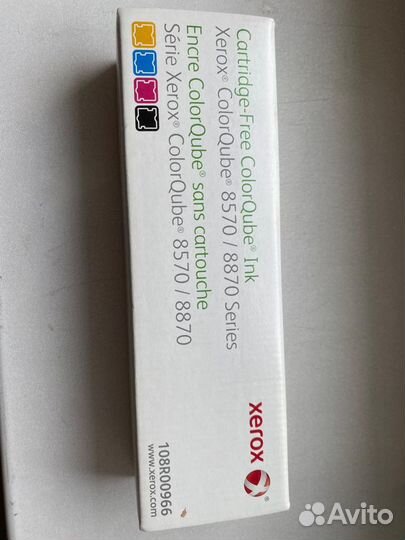 Cartridge-Free ColorQube® Ink
Xerox® ColorQube® 8570 / 8870 Series
Encre ColorQube® sans cartouche
Série Xerox® ColorQube® 8570 / 8870
xerox®
108R00966
www.xerox.com
Avito